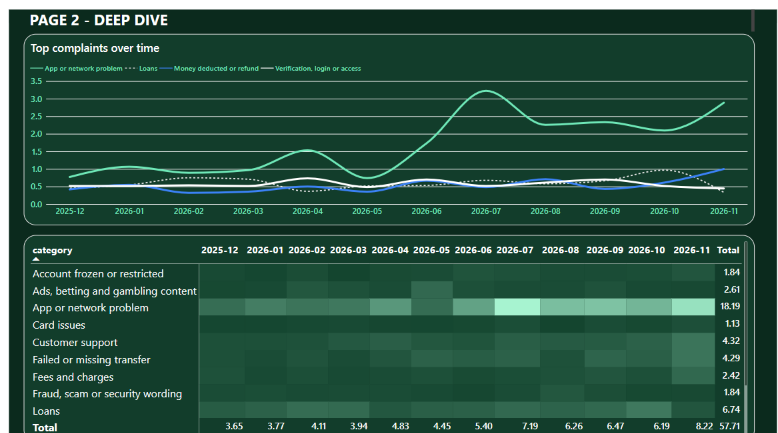 PAGE 2 - DEEP DIVE
Top complaints over time
App or network problem Loans Money deducted or refund Verification, login or access
3.5
3.0
2.5
2.0
1.5
1.0
0.5
0.0
2025-12 2026-01 2026-02 2026-03 2026-04 2026-05 2026-06 2026-07 2026-08 2026-09 2026-10 2026-11
category 2025-12 2026-01 2026-02 2026-03 2026-04 2026-05 2026-06 2026-07 2026-08 2026-09 2026-10 2026-11 Total
Account frozen or restricted 1.84
Ads, betting and gambling content 2.61
App or network problem 18.19
Card issues 1.13
Customer support 4.32
Failed or missing transfer 4.29
Fees and charges 2.42
Fraud, scam or security wording 1.84
Loans 6.74
Total 3.65 3.77 4.11 3.94 4.83 4.45 5.40 7.19 6.26 6.47 6.19 8.22 57.71